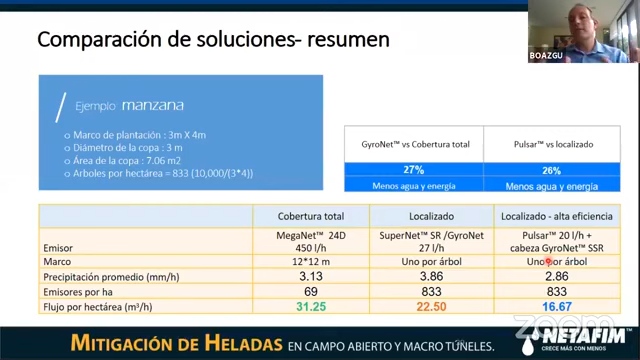 Comparación de soluciones- resumen
BOAZGU
Ejemplo manzana
Marco de plantación : 3m X 4m
Diámetro de la copa : 3 m
Área de la copa : 7.06 m2
Arboles por hectárea = 833 (10,000/(3*4))
GyroNet™ vs Cobertura total Pulsar™ vs localizado
27% 26%
Menos agua y energía Menos agua y energía
Cobertura total Localizado Localizado - alta eficiencia
Emisor MegaNet™ 24D 450 l/h SuperNet™ SR /GyroNet 27 l/h Pulsar™ 20 l/h + cabeza GyroNet™ SSR
Marco 12*12 m Uno por árbol Uno por árbol
Precipitación promedio (mm/h) 3.13 3.86 2.86
Emisores por ha 69 833 833
Flujo por hectárea (m³/h) 31.25 22.50 16.67
zoom
MITIGACIÓN DE HELADAS EN CAMPO ABIERTO Y MACRO TÚNELES.
NETAFIM™
CRECE MÁS CON MENOS